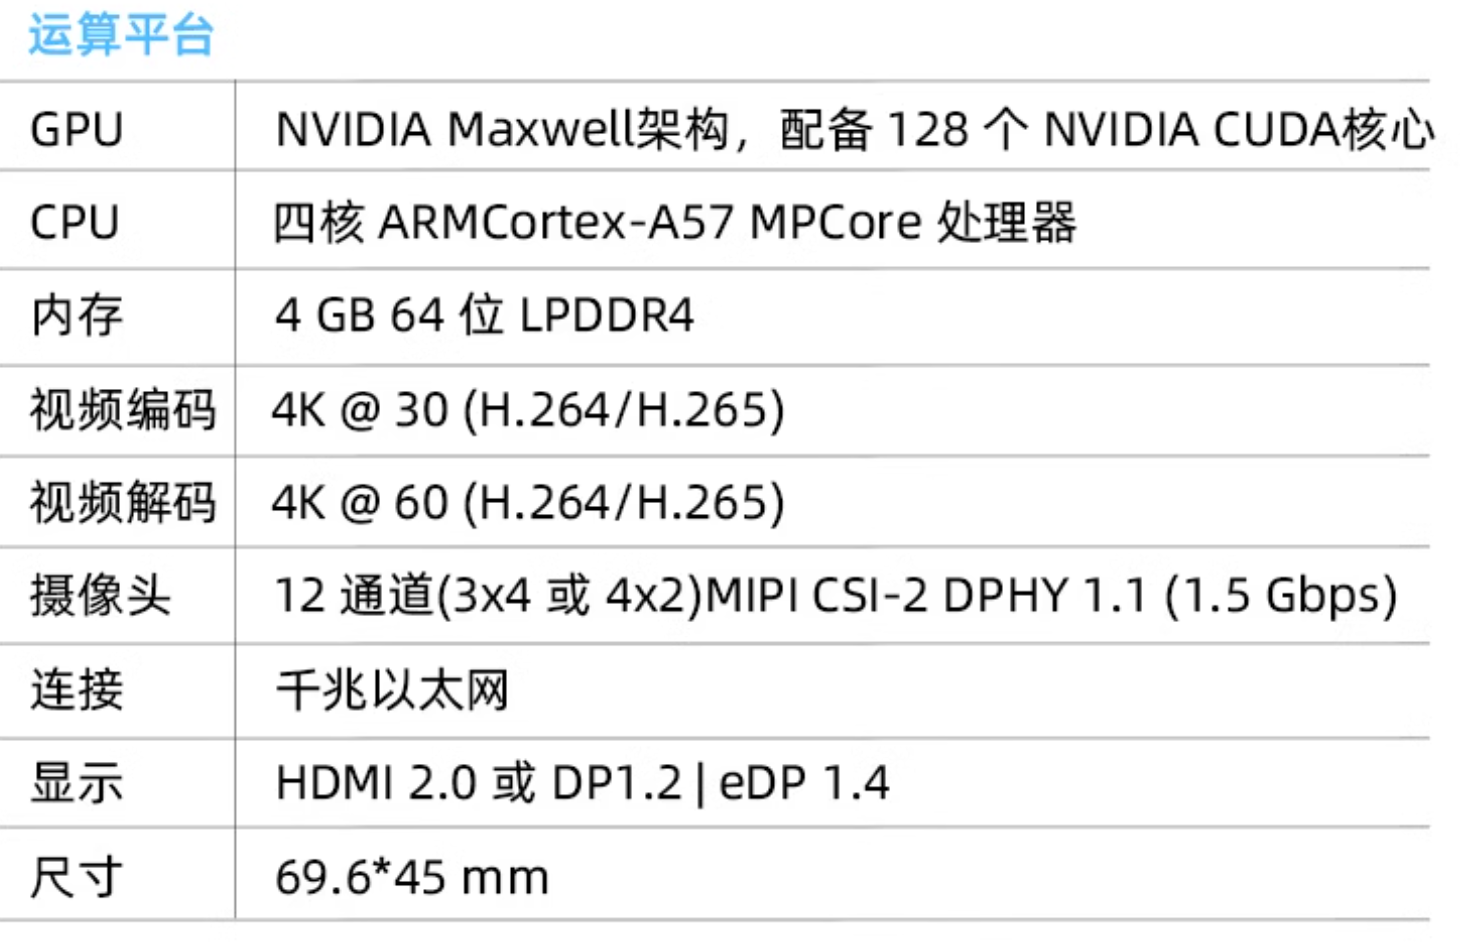 运算平台
GPU NVIDIA Maxwell架构，配备 128 个 NVIDIA CUDA核心
CPU 四核 ARMCortex-A57 MPCore 处理器
内存 4 GB 64 位 LPDDR4
视频编码 4K @ 30 (H.264/H.265)
视频解码 4K @ 60 (H.264/H.265)
摄像头 12 通道(3x4 或 4x2)MIPI CSI-2 DPHY 1.1 (1.5 Gbps)
连接 千兆以太网
显示 HDMI 2.0 或 DP1.2 | eDP 1.4
尺寸 69.6*45 mm